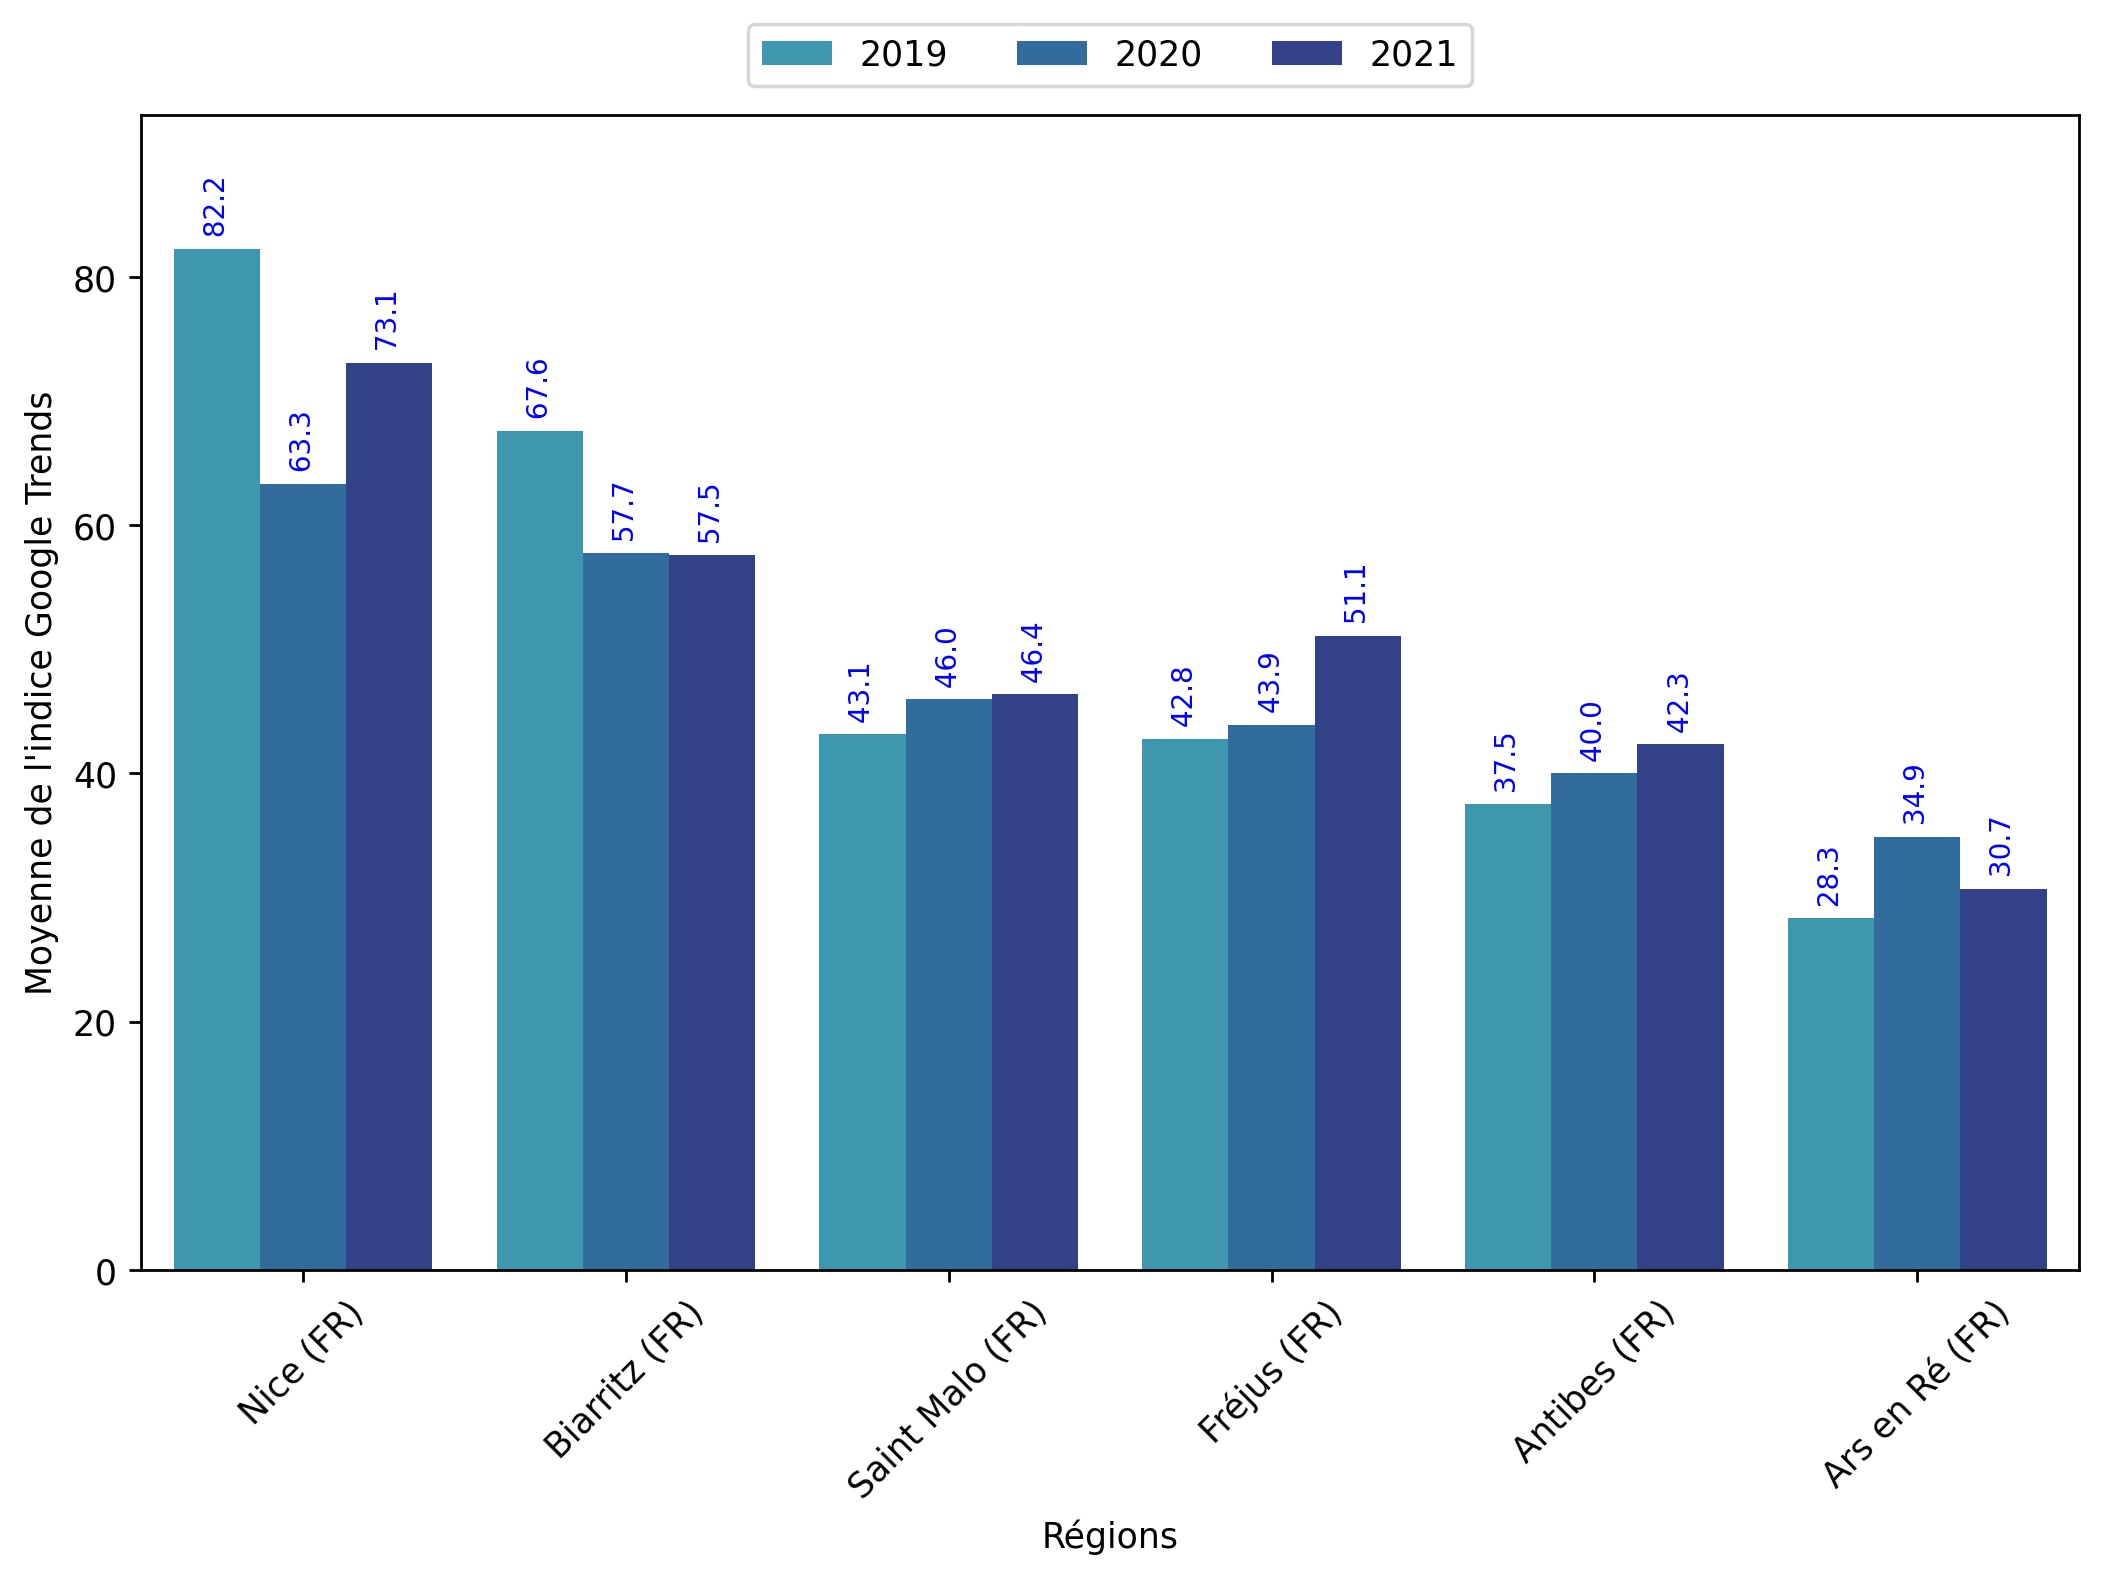 2019 2020 2021
Moyenne de l'indice Google Trends
80
60
40
20
0
82.2
63.3
73.1
67.6
57.7
57.5
43.1
46.0
46.4
42.8
43.9
51.1
37.5
40.0
42.3
28.3
34.9
30.7
Nice (FR)
Biarritz (FR)
Saint Malo (FR)
Fréjus (FR)
Antibes (FR)
Ars en Ré (FR)
Régions